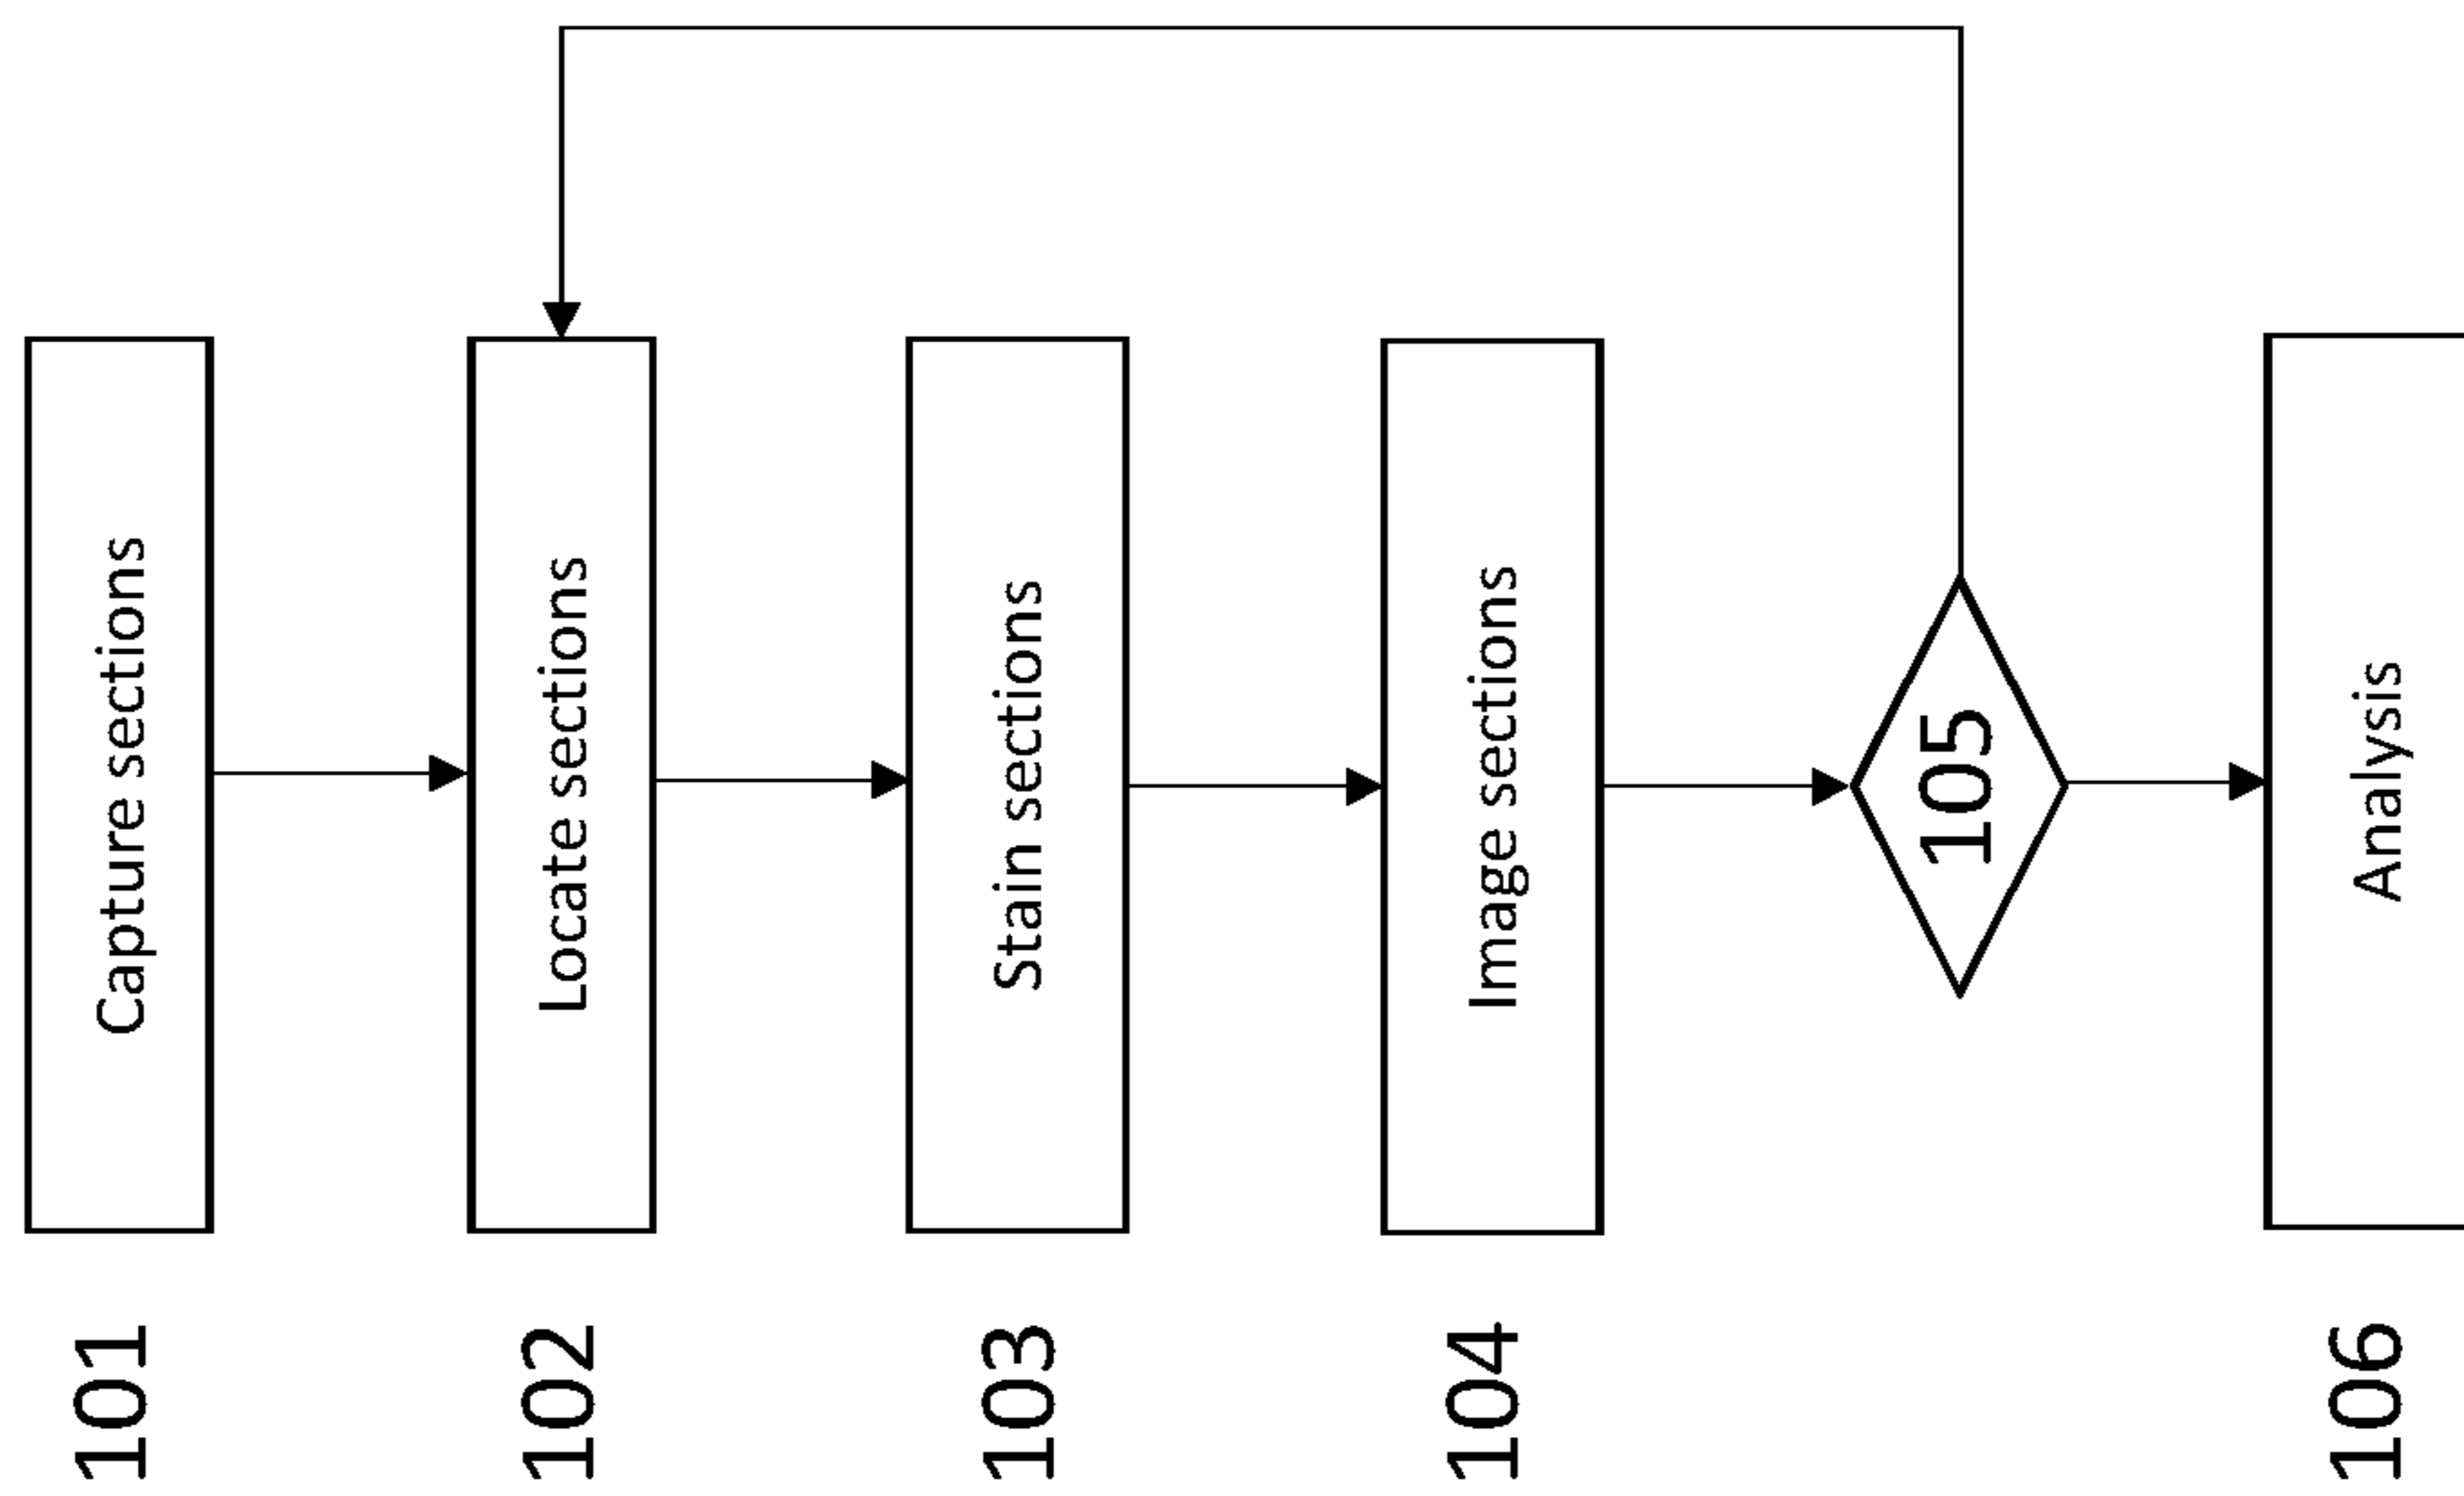 101
Capture sections
102
Locate sections
103
Stain sections
104
Image sections
105
106
Analysis